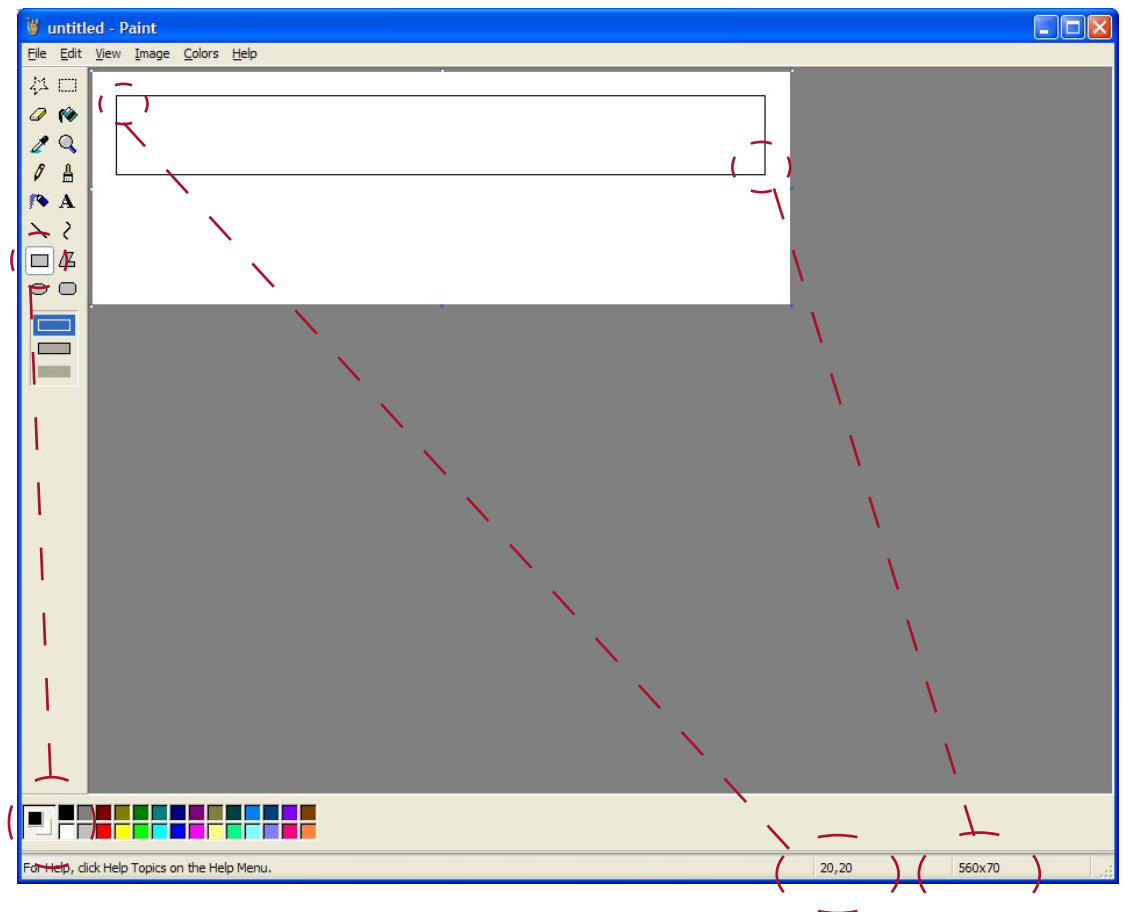 untitled - Paint
File Edit View Image Colors Help
A
For Help, click Help Topics on the Help Menu.
20,20
560x70